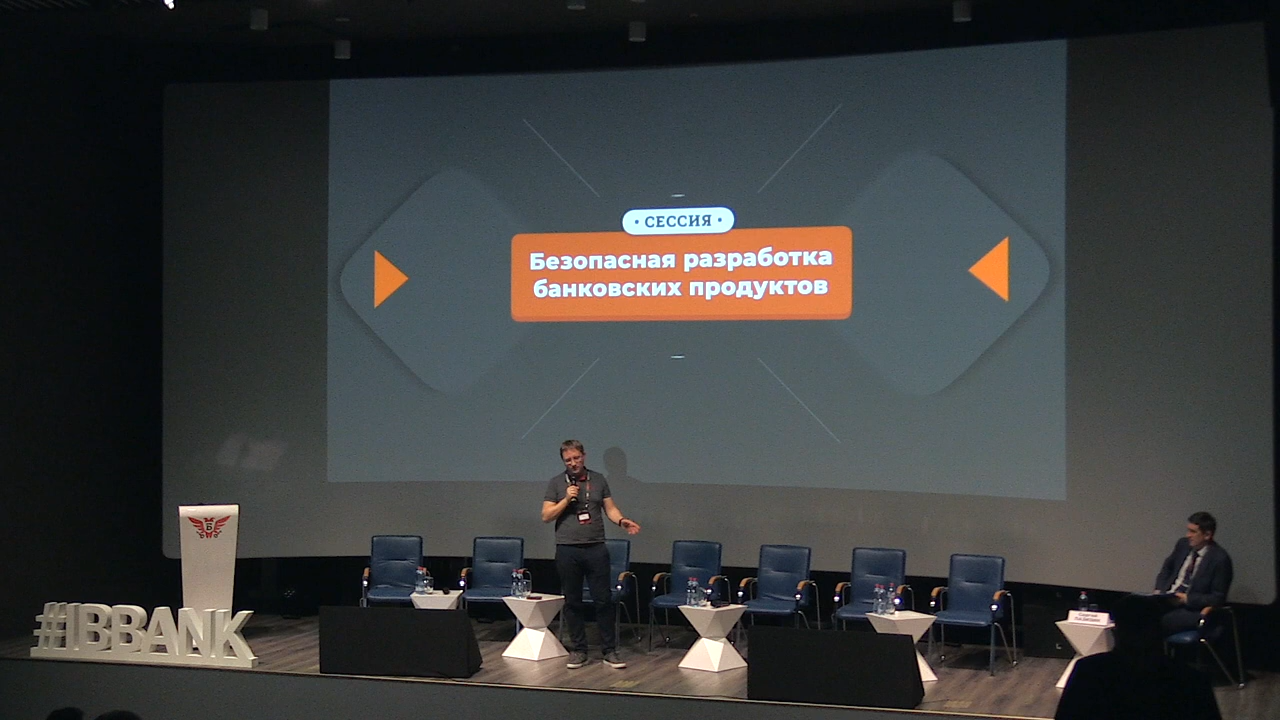 • СЕССИЯ •
Безопасная разработка
банковских продуктов
Б
#IBBANK